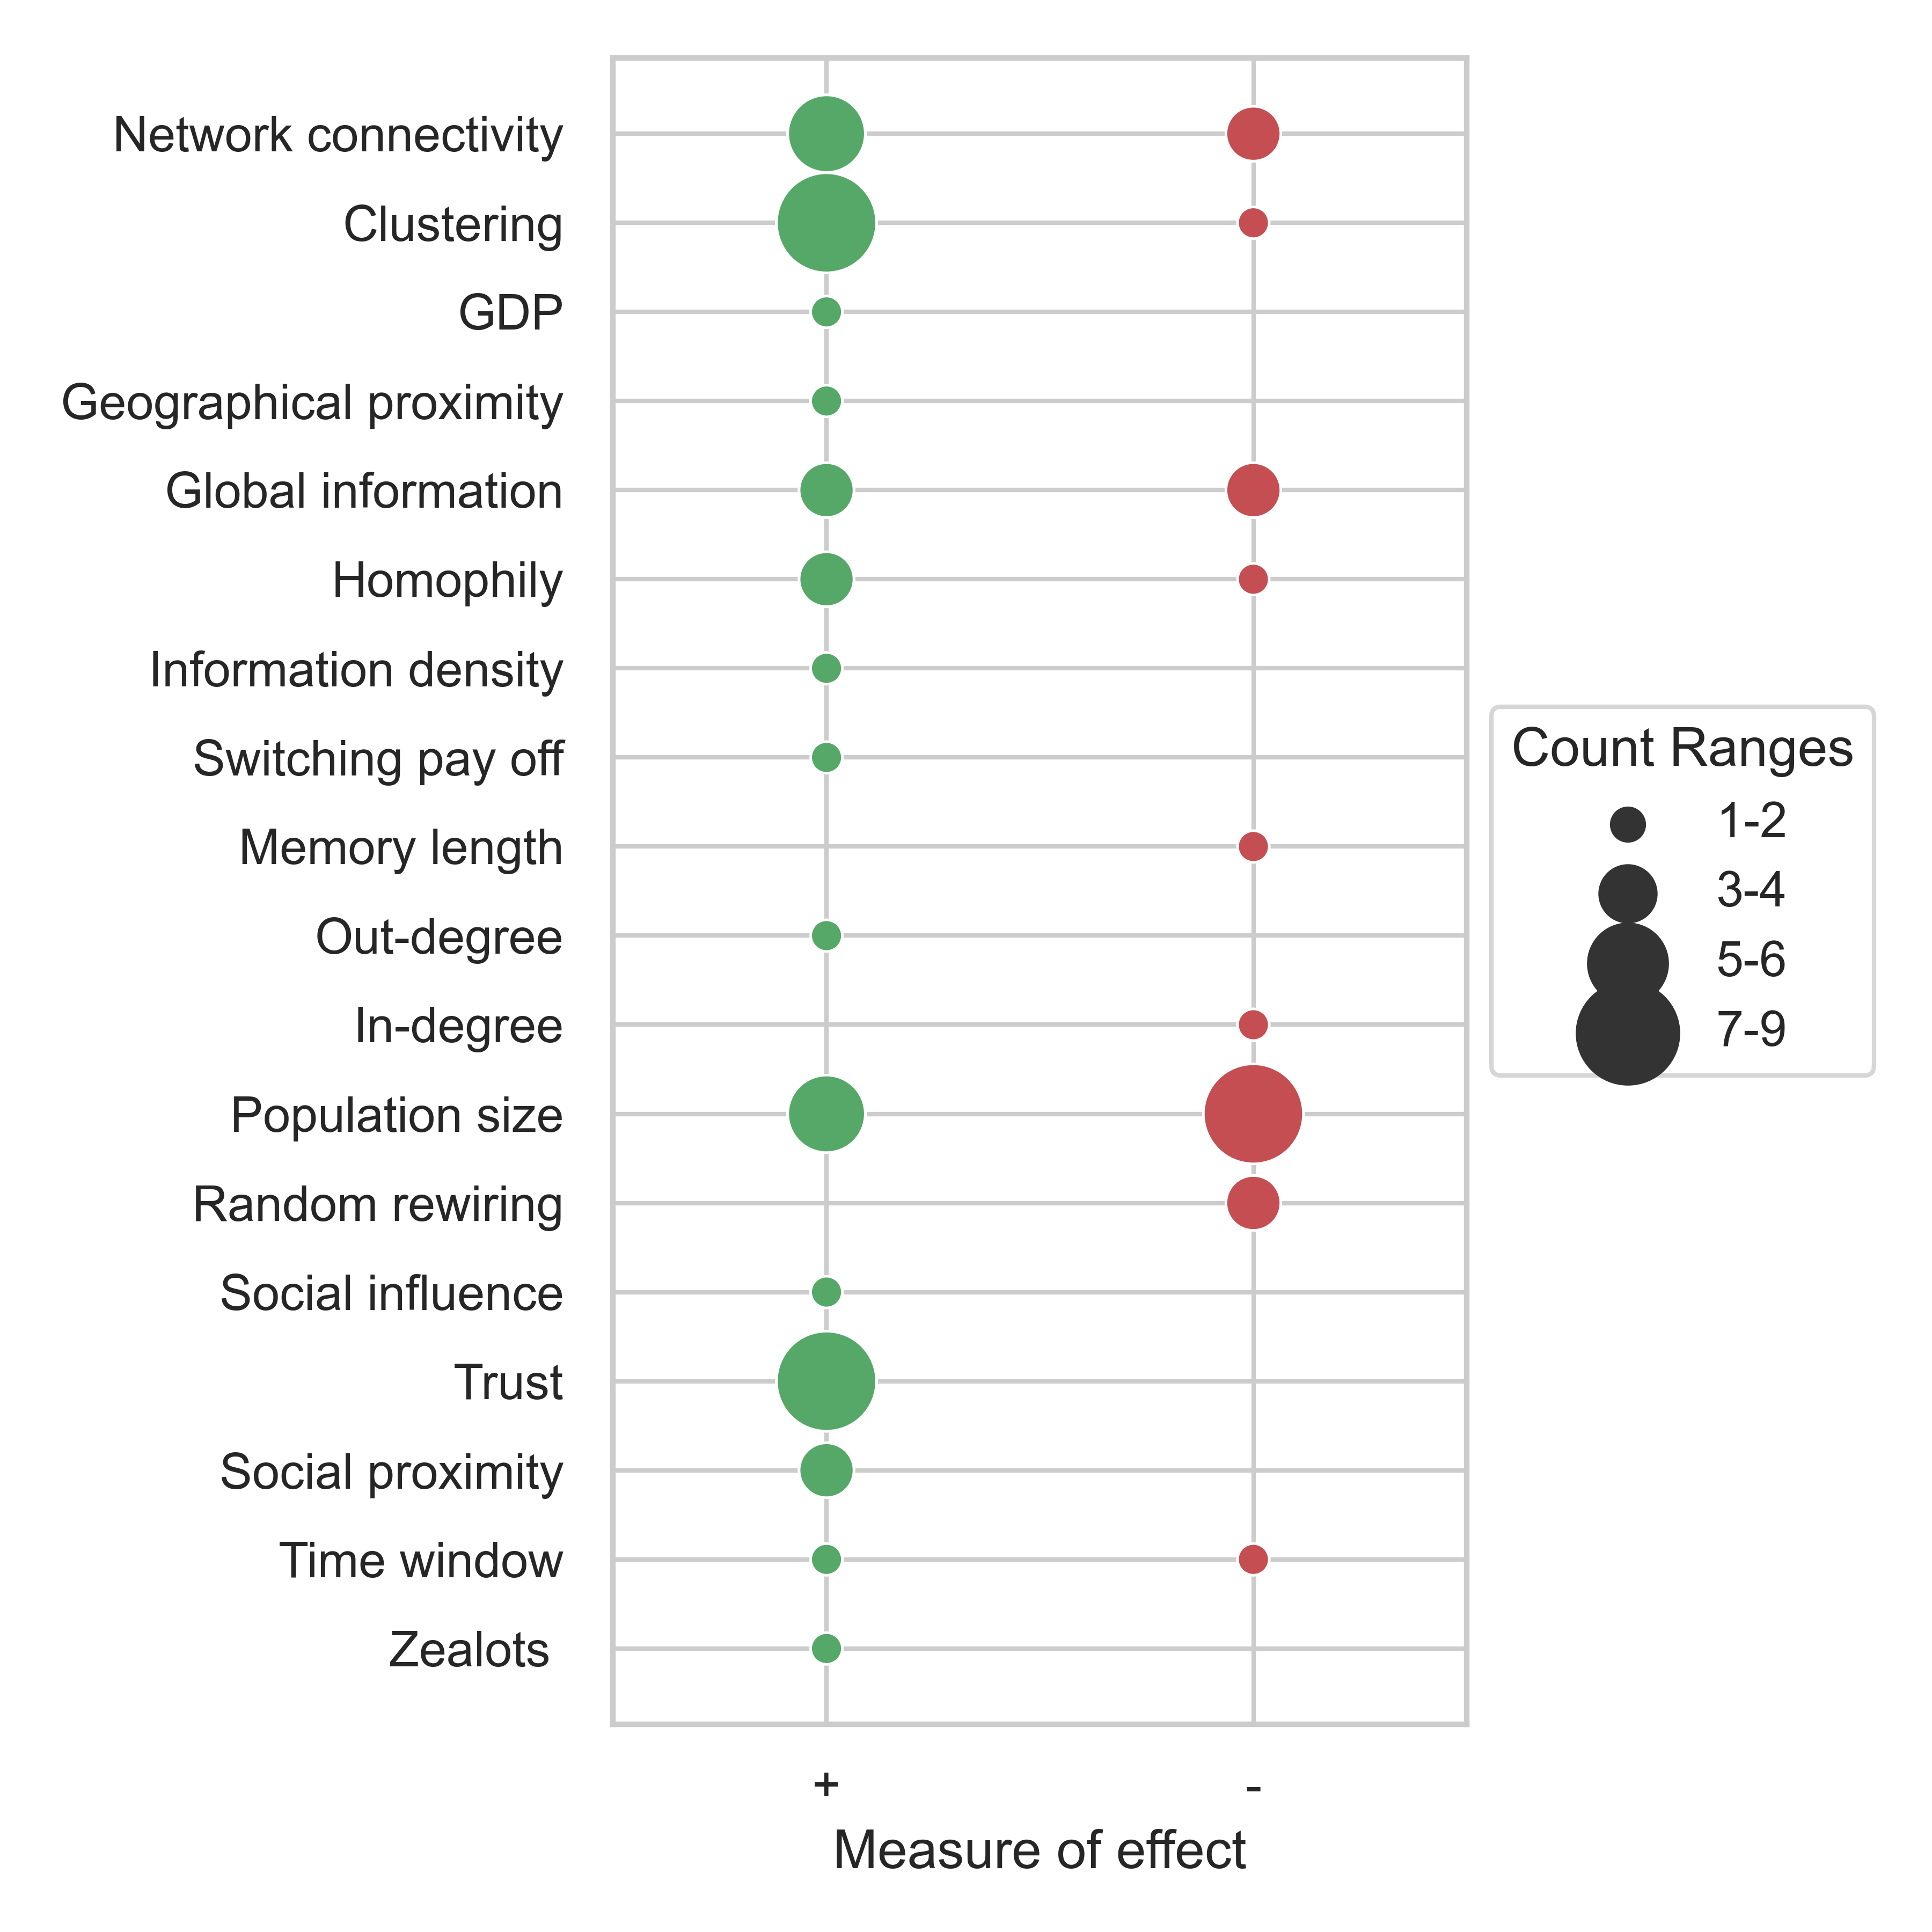 Network connectivity
Clustering
GDP
Geographical proximity
Global information
Homophily
Information density
Switching pay off
Memory length
Out-degree
In-degree
Population size
Random rewiring
Social influence
Trust
Social proximity
Time window
Zealots
+
-
Measure of effect
Count Ranges
1-2
3-4
5-6
7-9